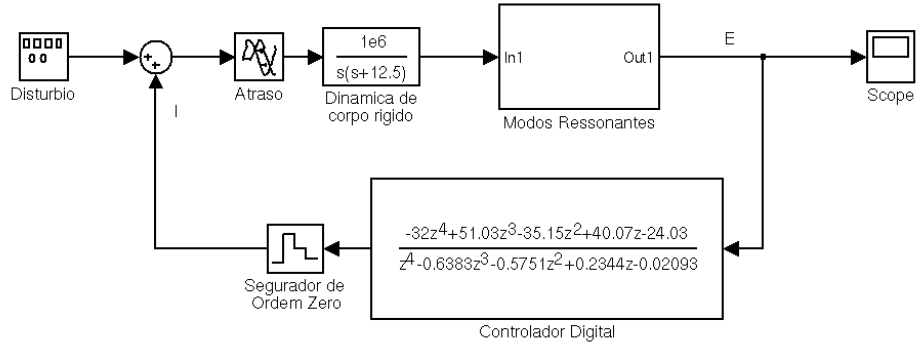 Disturbio
+
+
Atraso
1e6
s(s+12.5)
Dinamica de
corpo rigido
In1
Out1
Modos Ressonantes
E
Scope
I
-32z4+51.03z3-35.15z2+40.07z-24.03
z4-0.6383z3-0.5751z2+0.2344z-0.02093
Segurador de
Ordem Zero
Controlador Digital